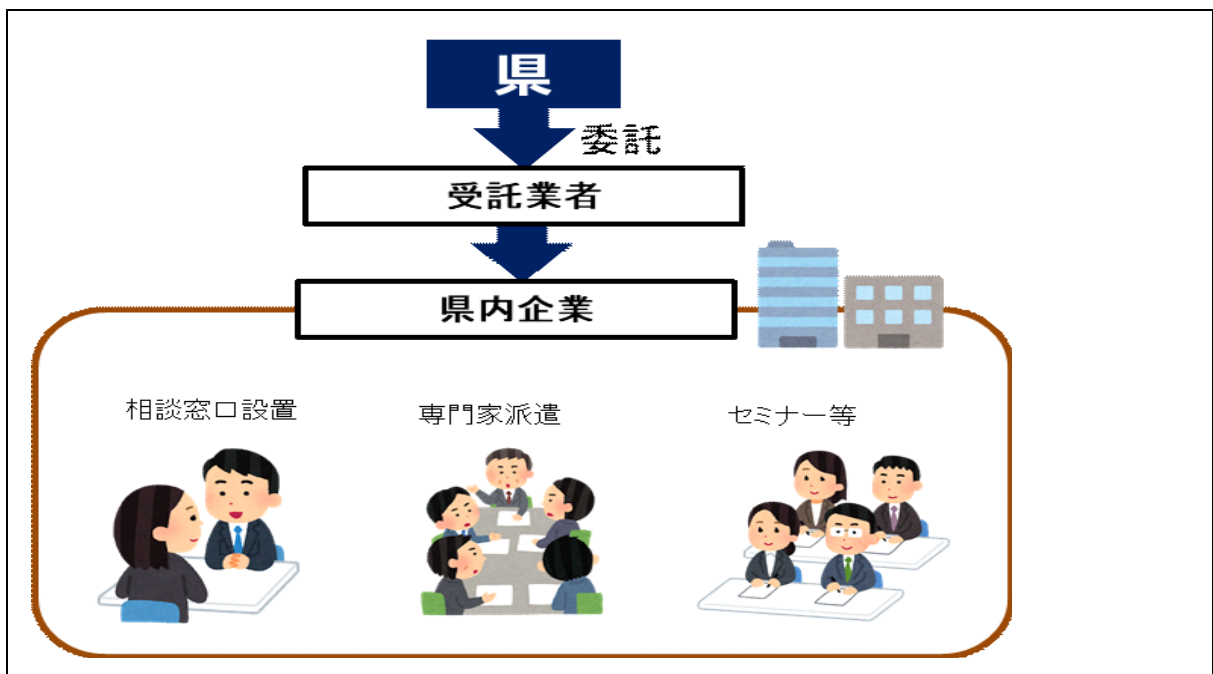 県
委託
受託業者
県内企業
相談窓口設置
専門家派遣
セミナー等